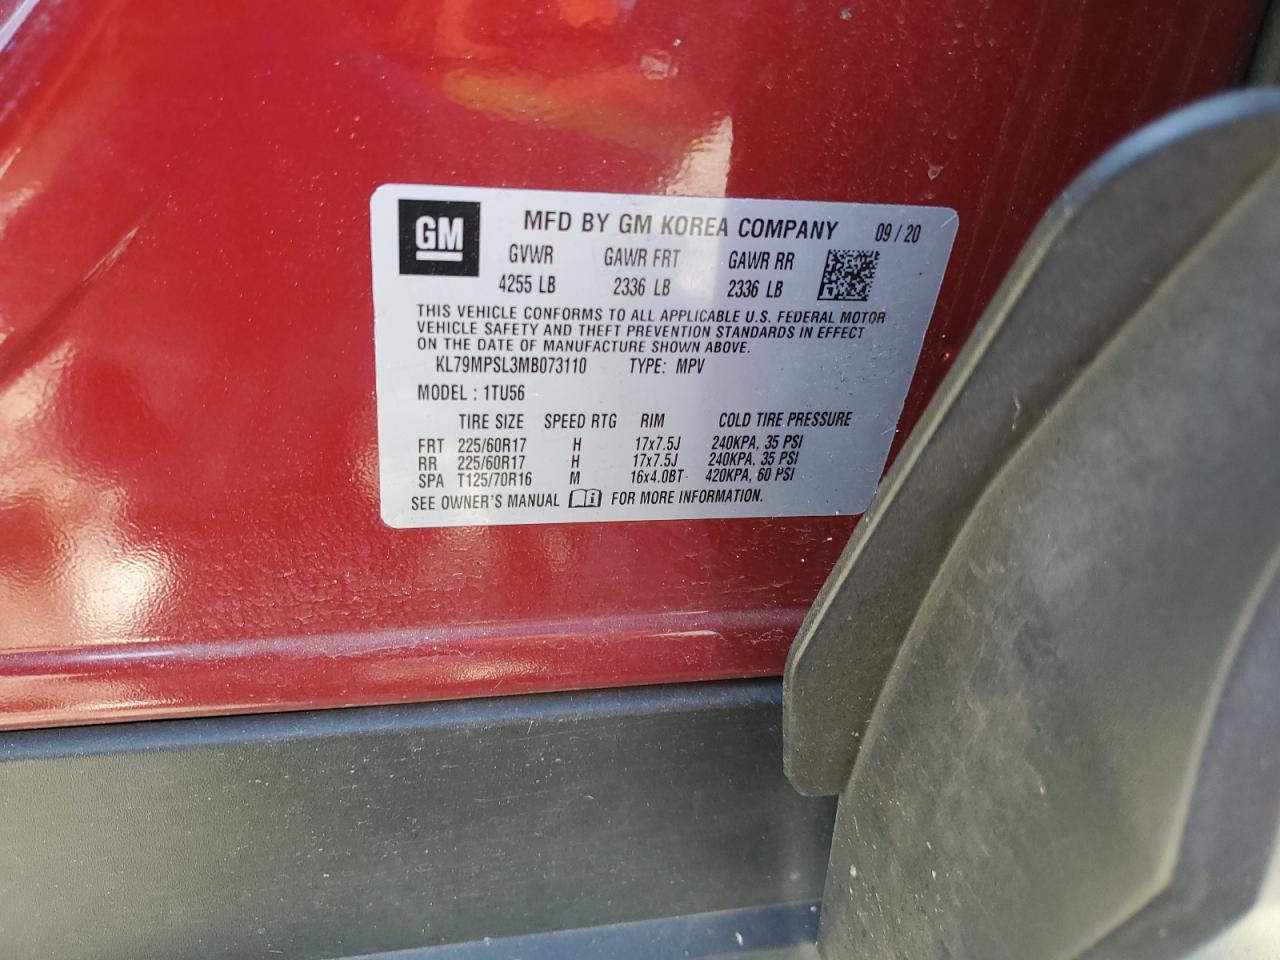 GM
MFD BY GM KOREA COMPANY 09 / 20
GVWR GAWR FRT GAWR RR
4255 LB 2336 LB 2336 LB
THIS VEHICLE CONFORMS TO ALL APPLICABLE U.S. FEDERAL MOTOR
VEHICLE SAFETY AND THEFT PREVENTION STANDARDS IN EFFECT
ON THE DATE OF MANUFACTURE SHOWN ABOVE.
KL79MPSL3MB073110 TYPE: MPV
MODEL : 1TU56
TIRE SIZE SPEED RTG RIM COLD TIRE PRESSURE
FRT 225/60R17 H 17x7.5J 240KPA, 35 PSI
RR 225/60R17 H 17x7.5J 240KPA, 35 PSI
SPA T125/70R16 M 16x4.0BT 420KPA, 60 PSI
SEE OWNER'S MANUAL FOR MORE INFORMATION.